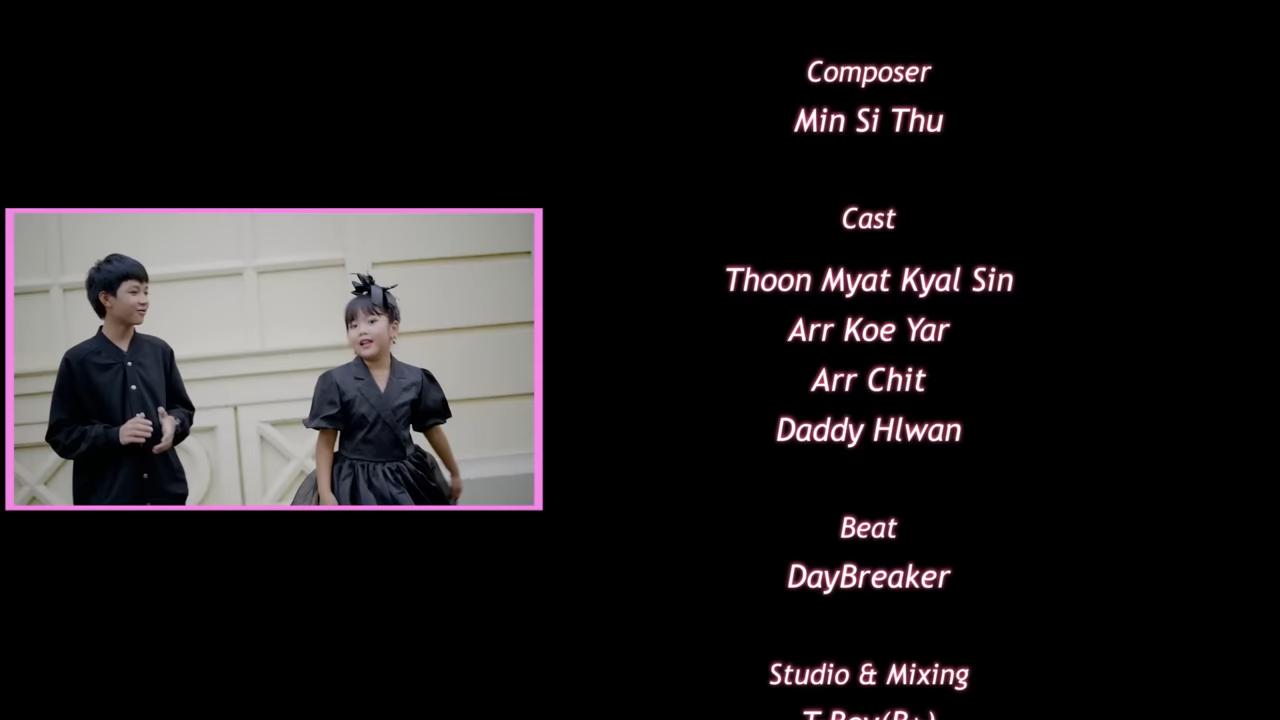 Composer
Min Si Thu
Cast
Thoon Myat Kyal Sin
Arr Koe Yar
Arr Chit
Daddy Hlwan
Beat
DayBreaker
Studio & Mixing